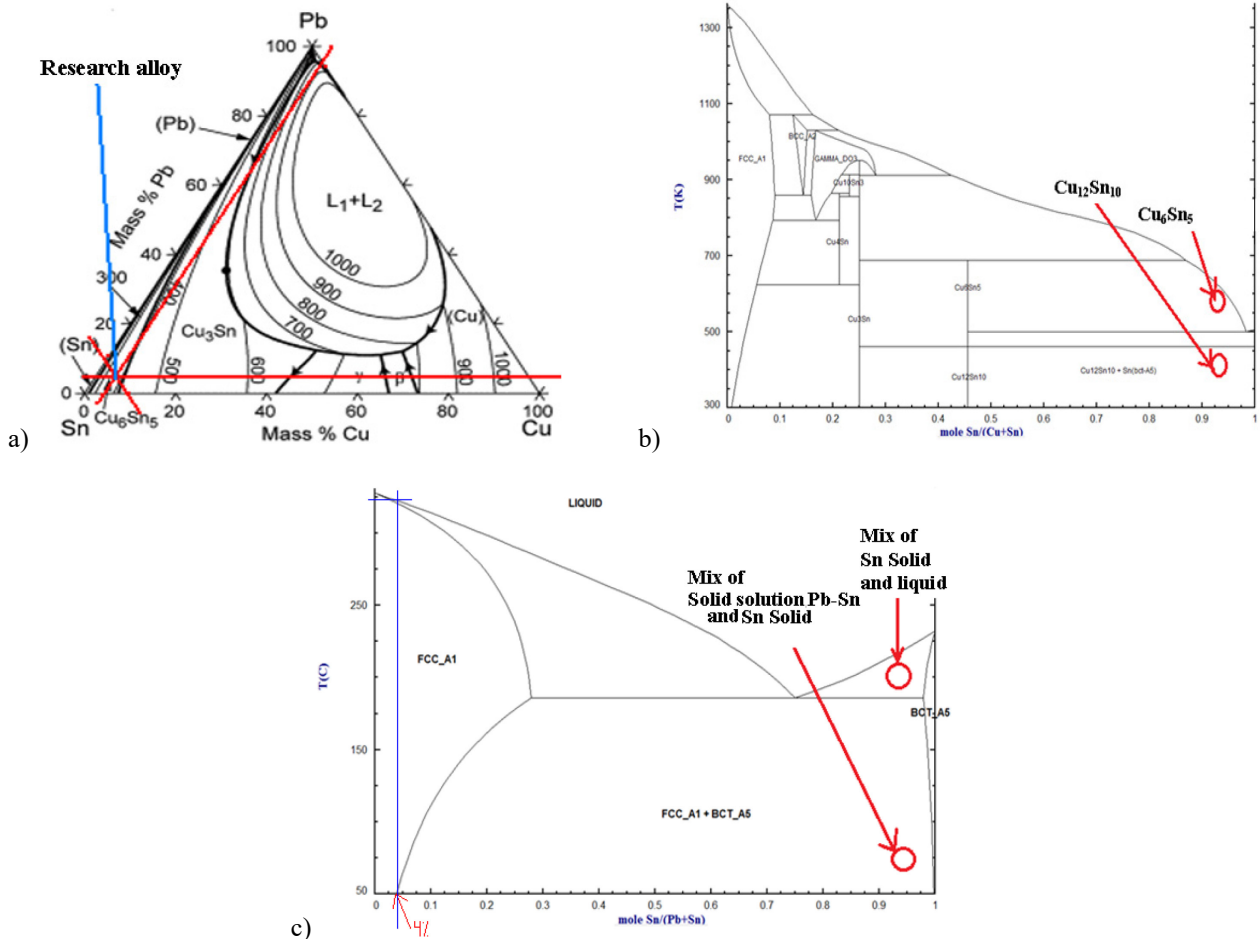 Pb
100
Research alloy
80
(Pb)
Mass % Pb
60
L₁+L₂
40
300
400
1000
900
800
700
20
Cu₃Sn
(Cu)
(Sn)
500
600
γ
β
900
1000
0
0
20
40
60
80
100
Cu₆Sn₅
Sn
Mass % Cu
Cu
a)
1300
1100
900
700
500
300
T(K)
BCC_A2
FCC_A1
GAMMA_DO3
Cu10Sn3
Cu4Sn
Cu₁₂Sn₁₀
Cu₆Sn₅
Cu6Sn5
Cu3Sn
Cu12Sn10
Cu12Sn10 + Sn(bct-A5)
0
0.1
0.2
0.3
0.4
0.5
0.6
0.7
0.8
0.9
1
mole Sn/(Cu+Sn)
b)
LIQUID
Mix of
Sn Solid
and liquid
Mix of
Solid solution Pb-Sn
and Sn Solid
250
150
50
T(C)
FCC_A1
BCT-A5
FCC_A1 + BCT_A5
0
0.1
0.2
0.3
0.4
0.5
0.6
0.7
0.8
0.9
1
mole Sn/(Pb+Sn)
4%
c)